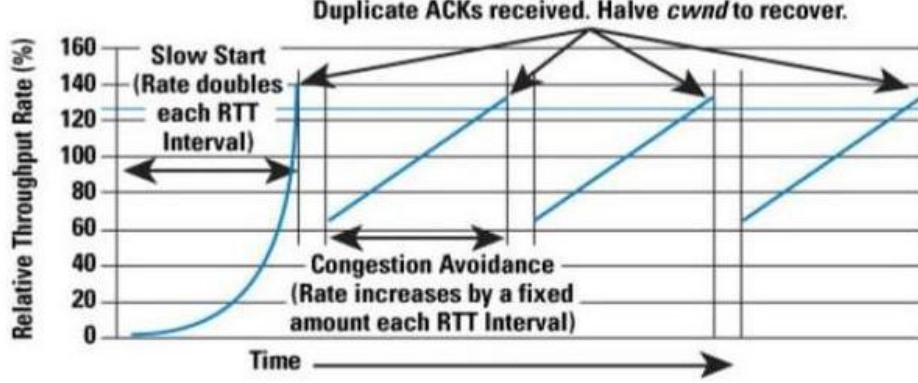 Duplicate ACKs received. Halve cwnd to recover.
Relative Throughput Rate (%)
160
140
120
100
80
60
40
20
0
Slow Start
(Rate doubles
each RTT
Interval)
Congestion Avoidance
(Rate increases by a fixed
amount each RTT Interval)
Time